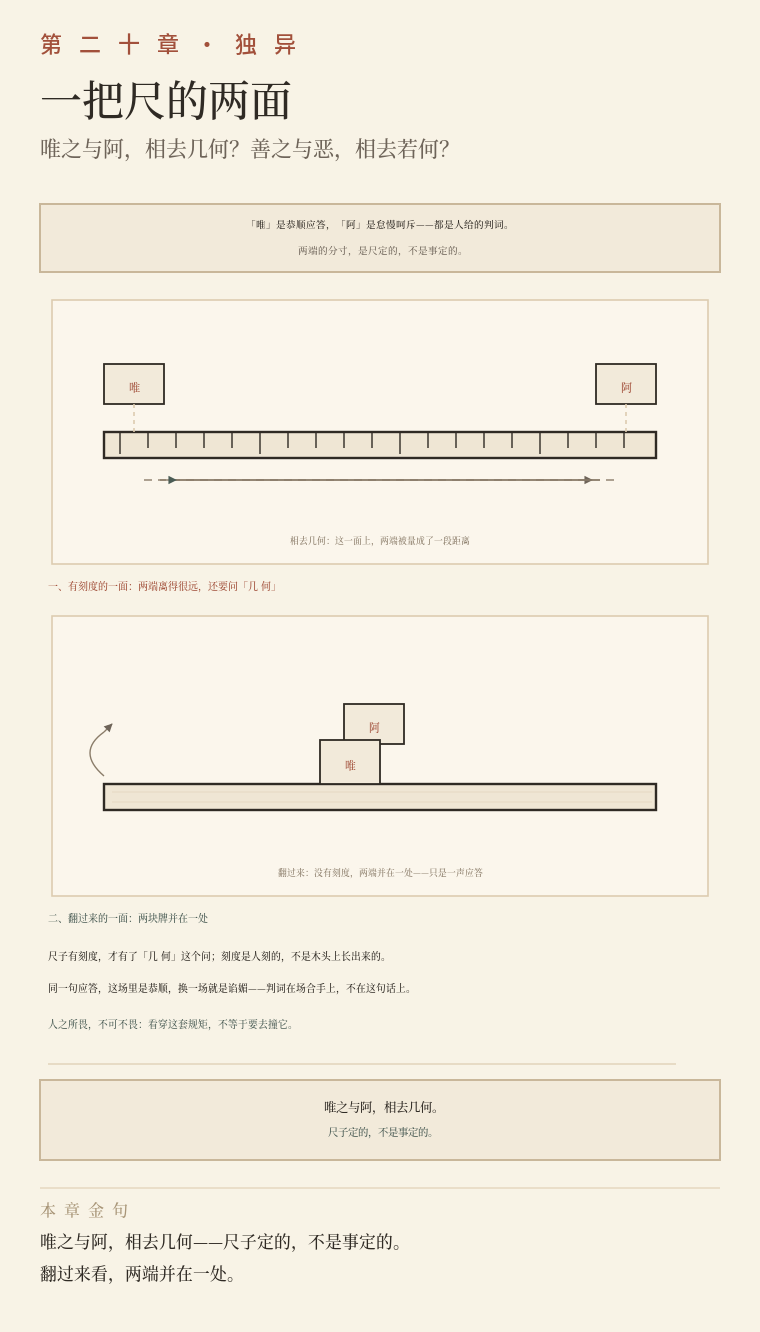 第二十章·独异
一把尺的两面
唯之与阿，相去几何？善之与恶，相去若何？
「唯」是恭顺应答，「阿」是怠慢呵斥——都是人给的判词。
两端的分寸，是尺定的，不是事定的。
唯
阿
相去几何：这一面上，两端被量成了一段距离
一、有刻度的一面：两端离得很远，还要问「几 何」
阿
唯
翻过来：没有刻度，两端并在一处——只是一声应答
二、翻过来的一面：两块牌并在一处
尺子有刻度，才有了「几 何」这个问；刻度是人刻的，不是木头上长出来的。
同一句应答，这场里是恭顺，换一场就是谄媚——判词在场合手上，不在这句话上。
人之所畏，不可不畏：看穿这套规矩，不等于要去撞它。
唯之与阿，相去几何。
尺子定的，不是事定的。
本章金句
唯之与阿，相去几何——尺子定的，不是事定的。
翻过来看，两端并在一处。